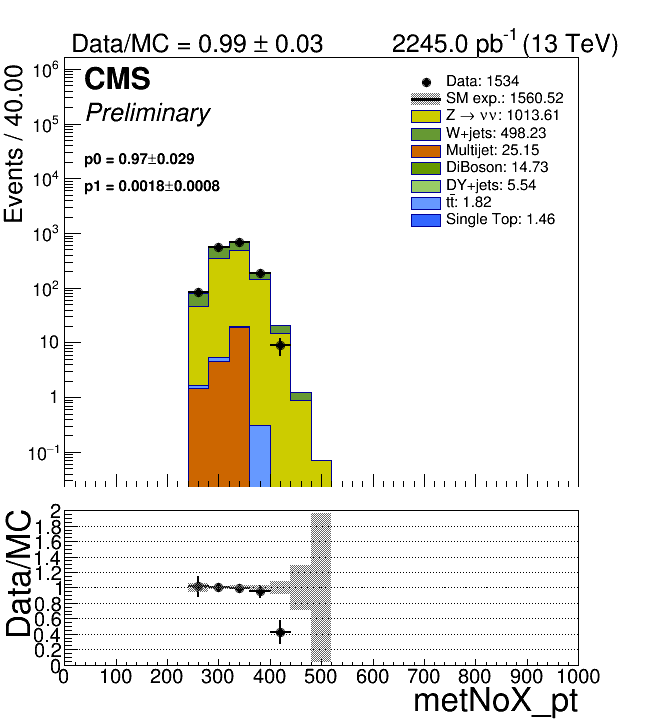 Data/MC = 0.99 ± 0.03
2245.0 pb⁻¹ (13 TeV)
CMS
Preliminary
p0 = 0.97±0.029
p1 = 0.0018±0.0008
Data: 1534
SM exp.: 1560.52
Z → νν: 1013.61
W+jets: 498.23
Multijet: 25.15
DiBoson: 14.73
DY+jets: 5.54
tt̄: 1.82
Single Top: 1.46
Events / 40.00
10⁶
10⁵
10⁴
10³
10²
10
1
10⁻¹
Data/MC
2
1.8
1.6
1.4
1.2
1
0.8
0.6
0.4
0.2
0
0 100 200 300 400 500 600 700 800 900 1000
metNoX_pt